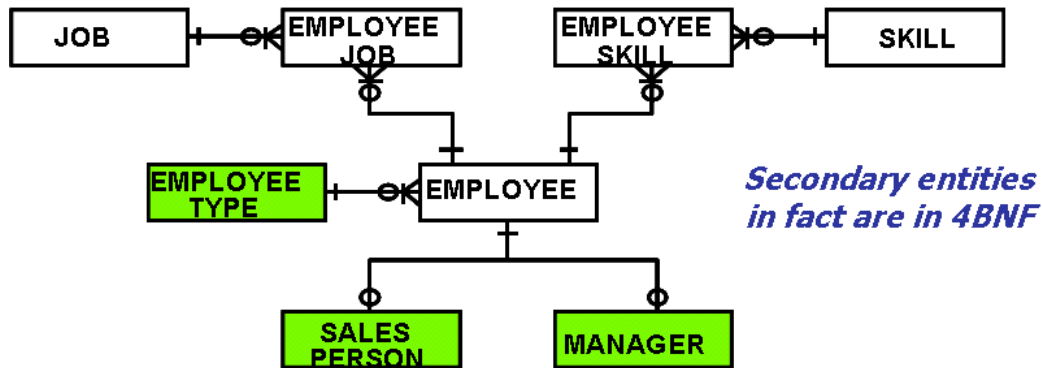 JOB
EMPLOYEE
JOB
EMPLOYEE
SKILL
SKILL
EMPLOYEE
TYPE
EMPLOYEE
Secondary entities
in fact are in 4BNF
SALES
PERSON
MANAGER